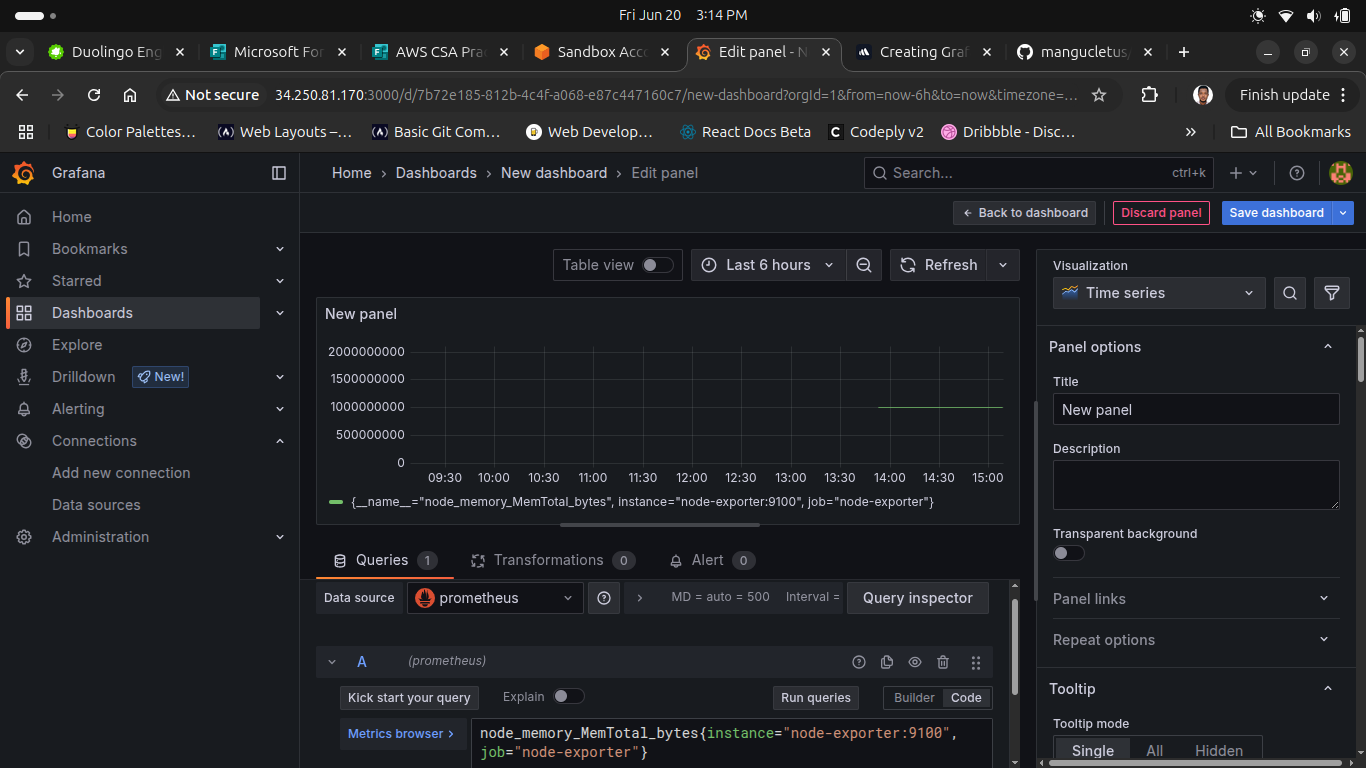 Fri Jun 20 3:14 PM
Duolingo Eng
Microsoft For
AWS CSA Prac
Sandbox Acco
Edit panel - N
Creating Graf
mangucletus/
Not secure 34.250.81.170:3000/d/7b72e185-812b-4c4f-a068-e87c447160c7/new-dashboard?orgId=1&from=now-6h&to=now&timezone=... Finish update
Color Palettes... Web Layouts –... Basic Git Com... Web Develop... React Docs Beta Codeply v2 Dribbble - Disc... » All Bookmarks
Grafana
Home › Dashboards › New dashboard › Edit panel
Search... ctrl+k
Home
Bookmarks
Starred
Dashboards
Explore
Drilldown New!
Alerting
Connections
Add new connection
Data sources
Administration
← Back to dashboard
Discard panel
Save dashboard
Table view
Last 6 hours
Refresh
New panel
2000000000
1500000000
1000000000
500000000
0
09:30 10:00 10:30 11:00 11:30 12:00 12:30 13:00 13:30 14:00 14:30 15:00
{__name__="node_memory_MemTotal_bytes", instance="node-exporter:9100", job="node-exporter"}
Queries 1
Transformations 0
Alert 0
Data source prometheus MD = auto = 500 Interval = Query inspector
A (prometheus)
Kick start your query Explain Run queries Builder Code
Metrics browser › node_memory_MemTotal_bytes{instance="node-exporter:9100",
job="node-exporter"}
Visualization
Time series
Panel options
Title
New panel
Description
Transparent background
Panel links
Repeat options
Tooltip
Tooltip mode
Single All Hidden